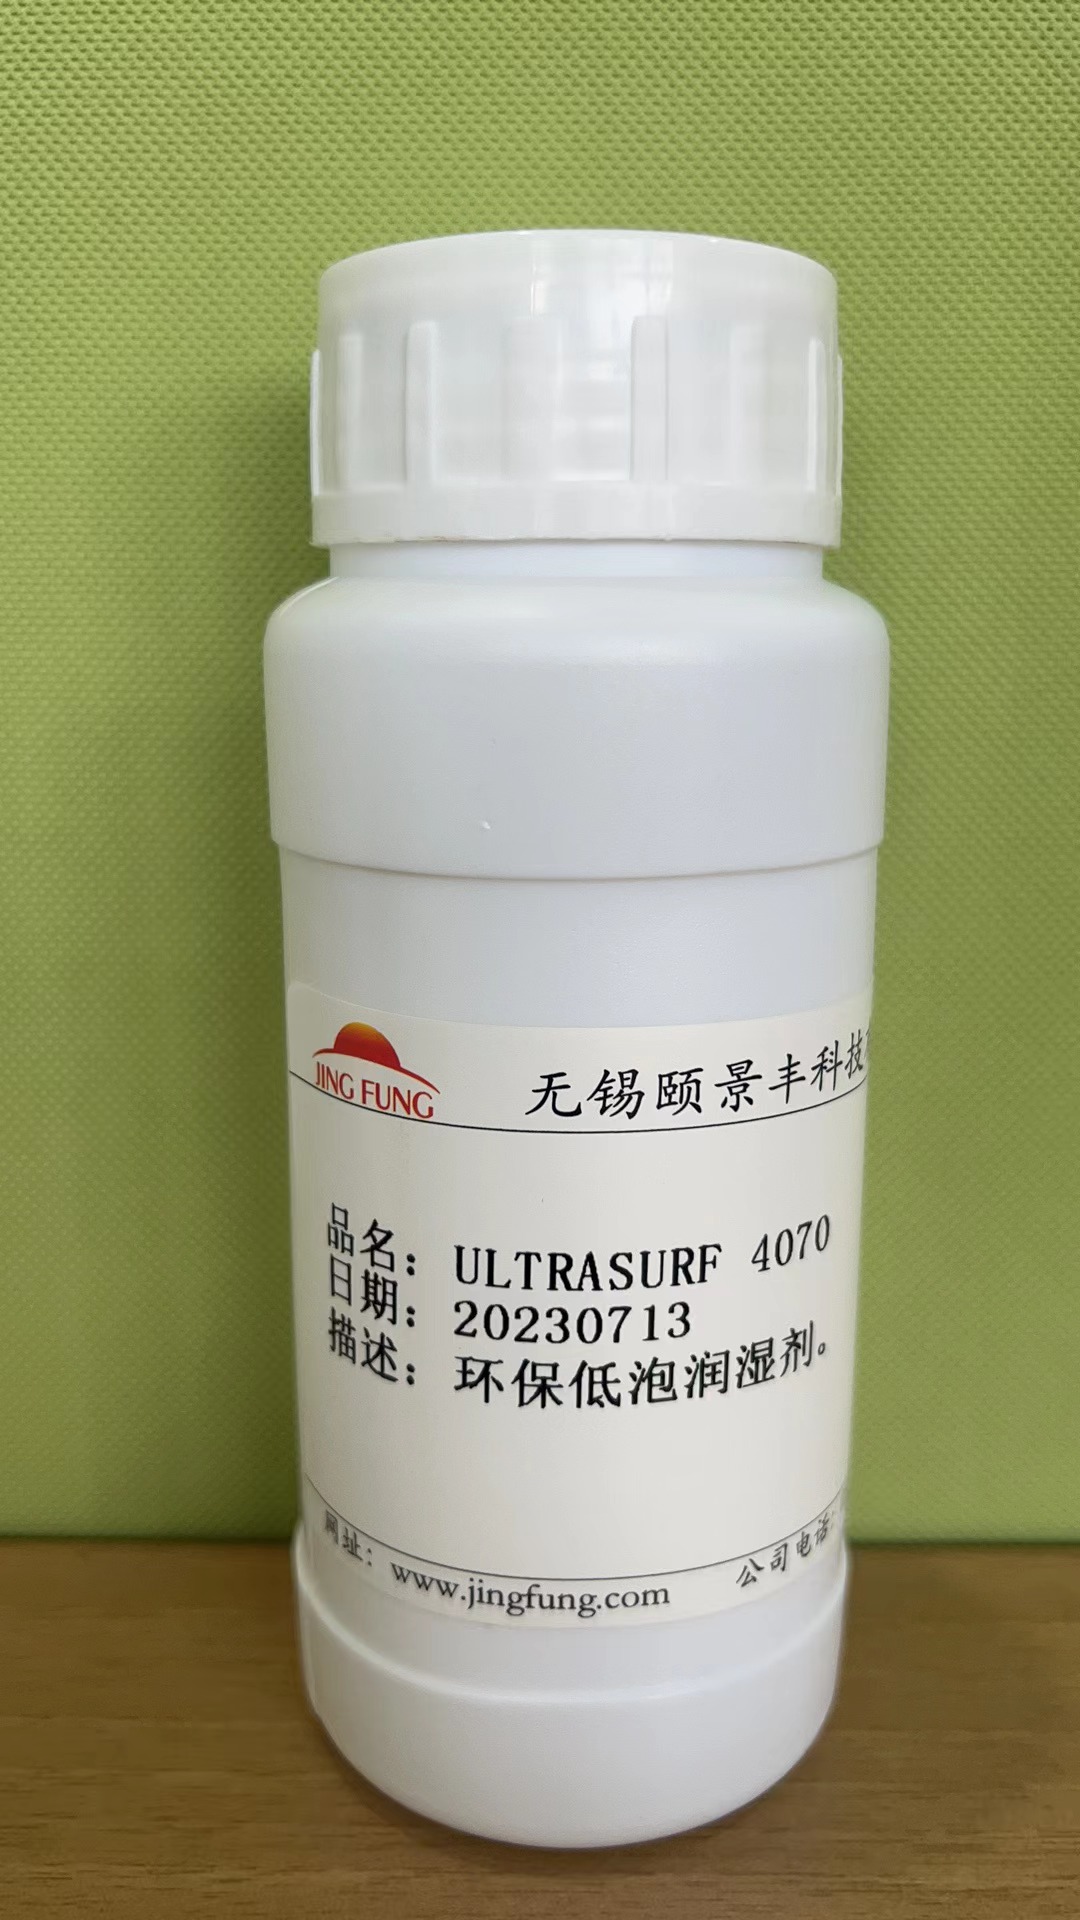 JING FUNG
无锡颐景丰科技
品名： ULTRASURF 4070
日期： 20230713
描述： 环保低泡润湿剂。
网址： www.jingfung.com 公司电话：